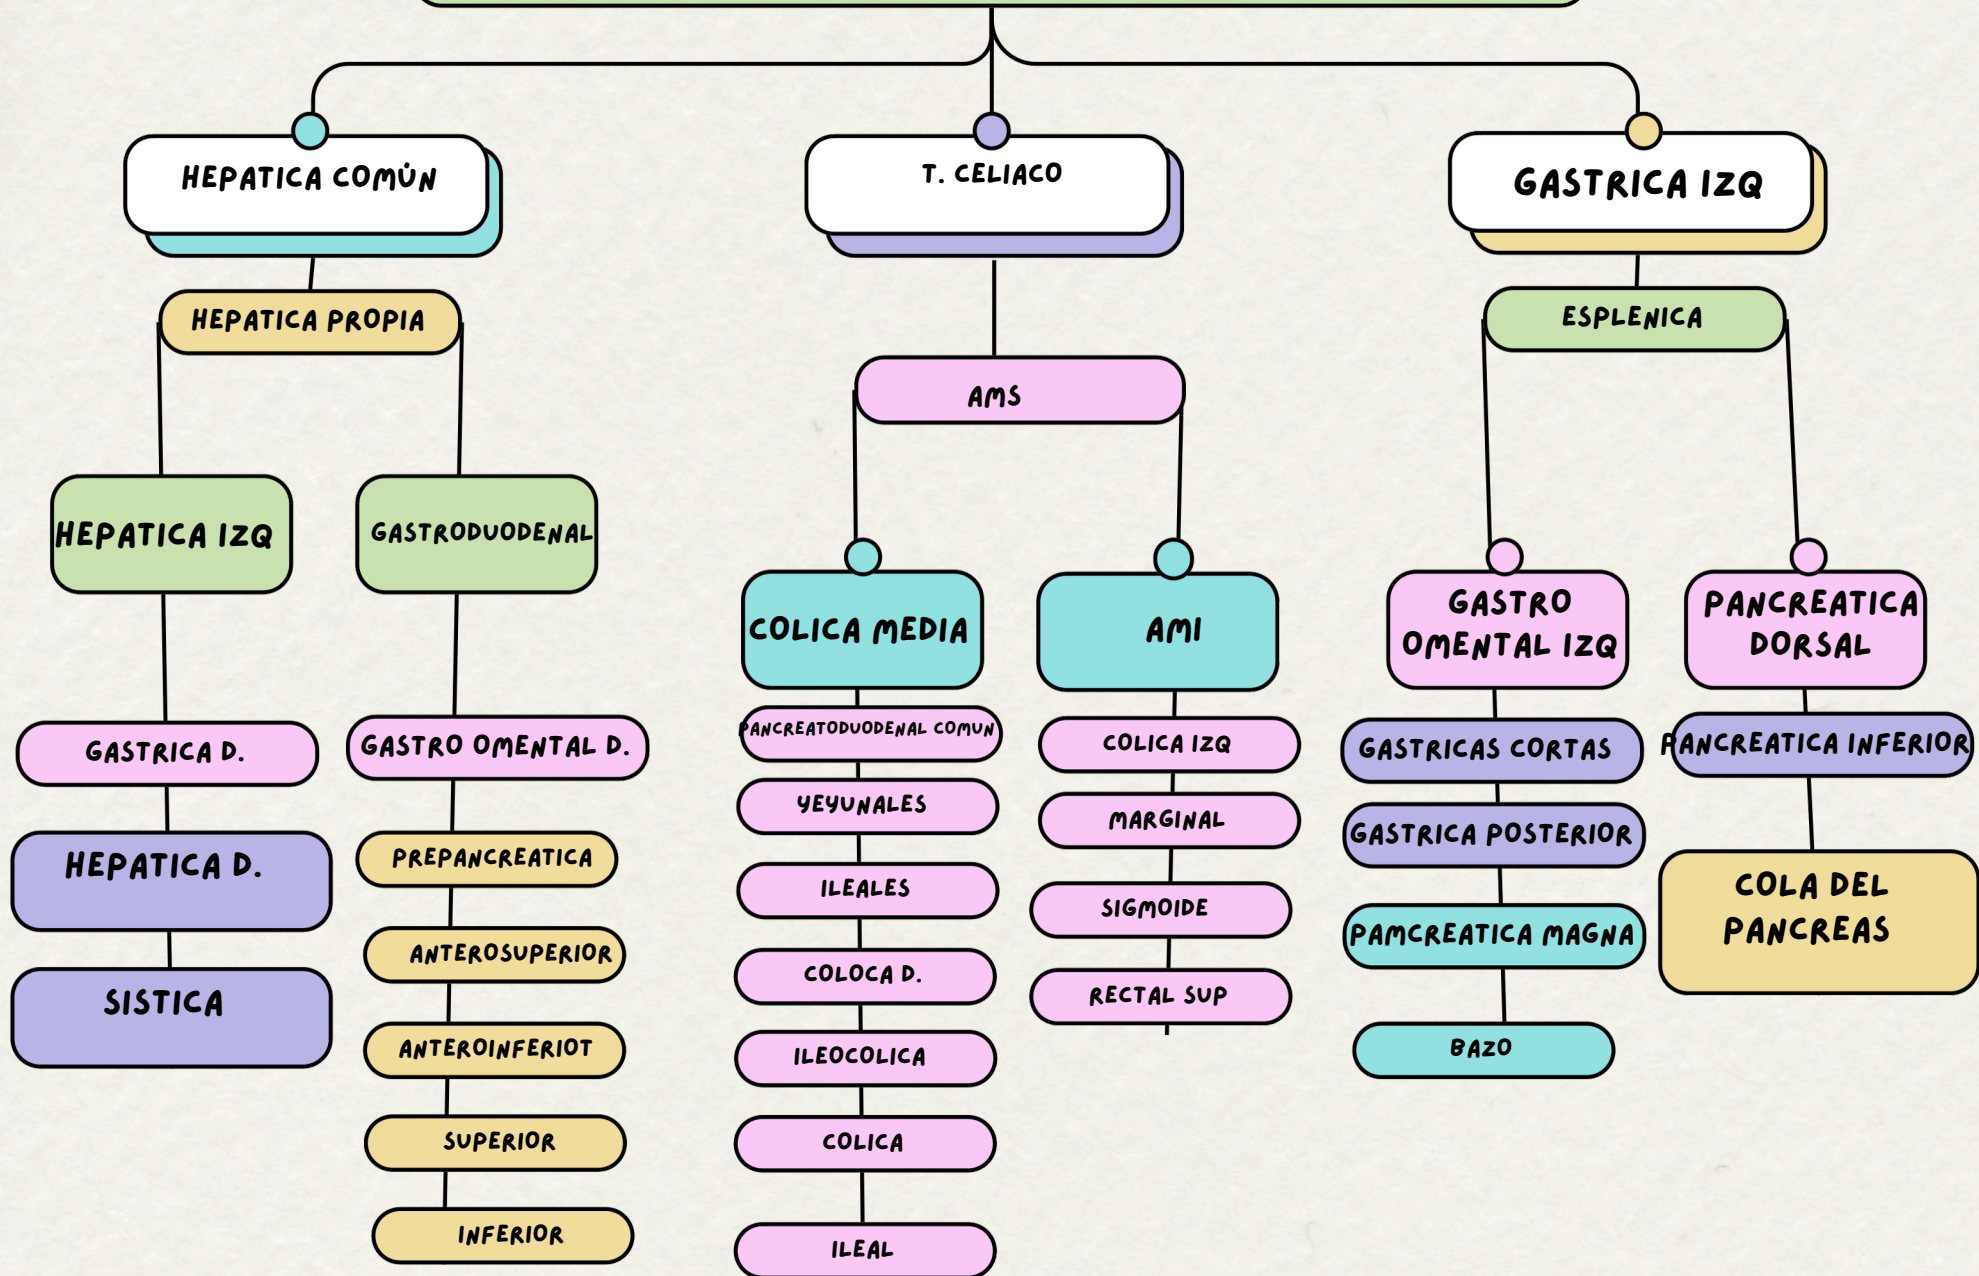 HEPATICA COMÚN
T. CELIACO
GASTRICA IZQ
HEPATICA PROPIA
ESPLENICA
AMS
HEPATICA IZQ
GASTRODUODENAL
COLICA MEDIA
AMI
GASTRO
OMENTAL IZQ
PANCREATICA
DORSAL
GASTRICA D.
HEPATICA D.
SISTICA
GASTRO OMENTAL D.
PREPANCREATICA
ANTEROSUPERIOR
ANTEROINFERIOT
SUPERIOR
INFERIOR
PANCREATODUODENAL COMUN
YEYUNALES
ILEALES
COLOCA D.
ILEOCOLICA
COLICA
ILEAL
COLICA IZQ
MARGINAL
SIGMOIDE
RECTAL SUP
GASTRICAS CORTAS
GASTRICA POSTERIOR
PAMCREATICA MAGNA
BAZO
PANCREATICA INFERIOR
COLA DEL
PANCREAS